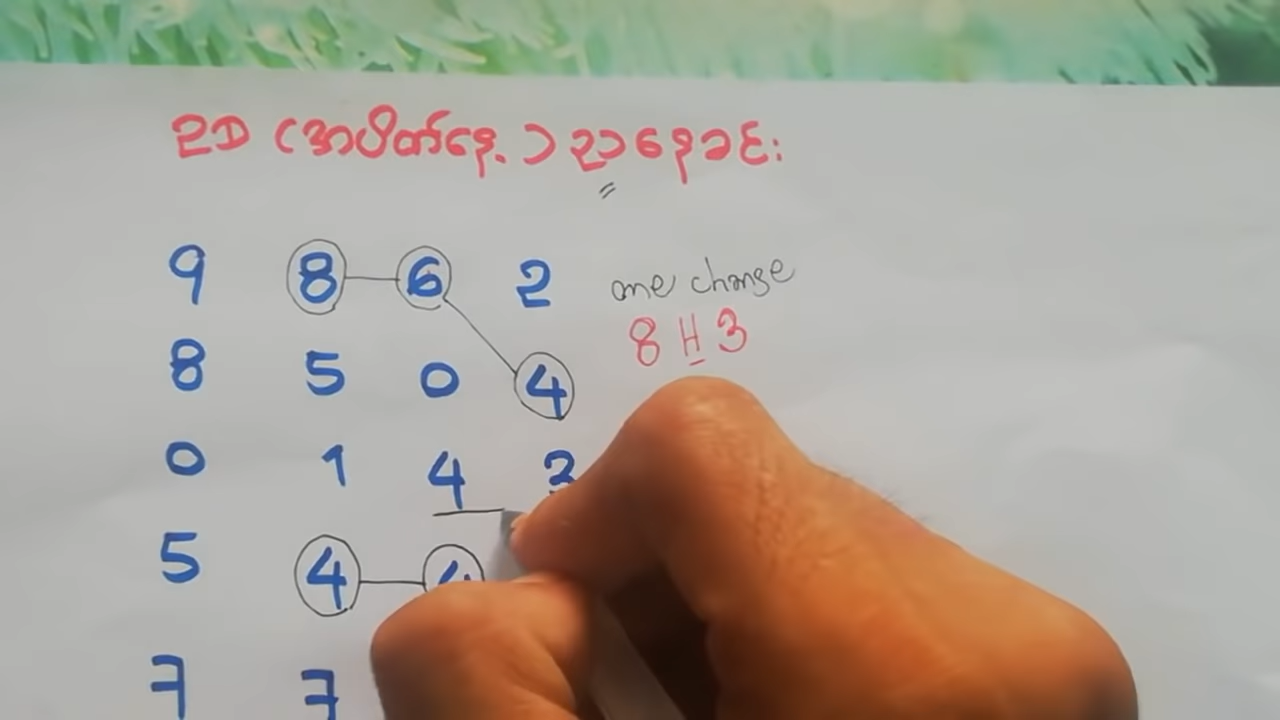 2D (အပိတ်နေ့) ညနေခင်း
9 8 6 2
one change
8 H 3
8 5 0 4
0 1 4 3
5 4 4
7 7